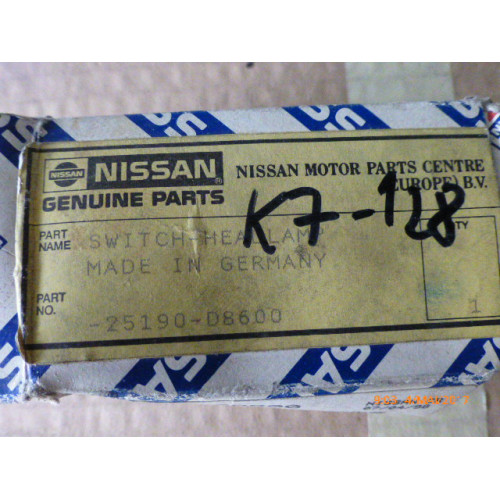 NISSAN
NISSAN
GENUINE PARTS
NISSAN MOTOR PARTS CENTRE
(EUROPE) B.V.
K7-128
PART NAME SWITCH-HEADLAMP
MADE IN GERMANY
PART NO. -25190-D8600
1